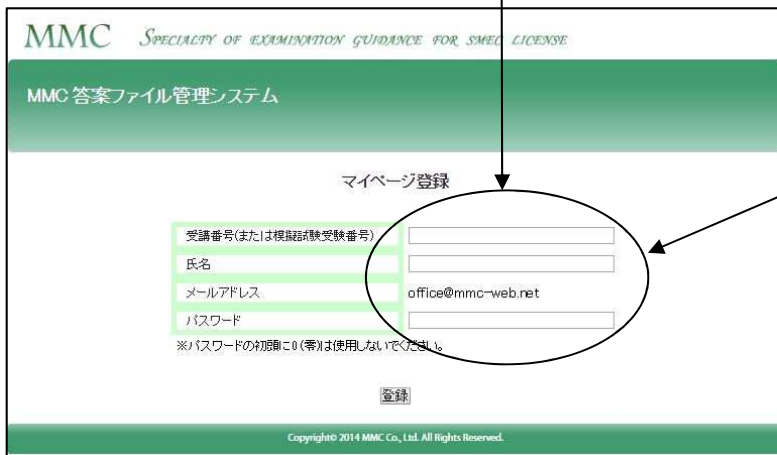 MMC SPECIALTY OF EXAMINATION GUIDANCE FOR SMEC LICENSE
MMC 答案ファイル管理システム
マイページ登録
受講番号(または模擬試験受験番号)
氏名
メールアドレス office@mmc-web.net
パスワード
※パスワードの初頭に0(零)は使用しないでください。
登録
Copyright© 2014 MMC Co., Ltd. All Rights Reserved.